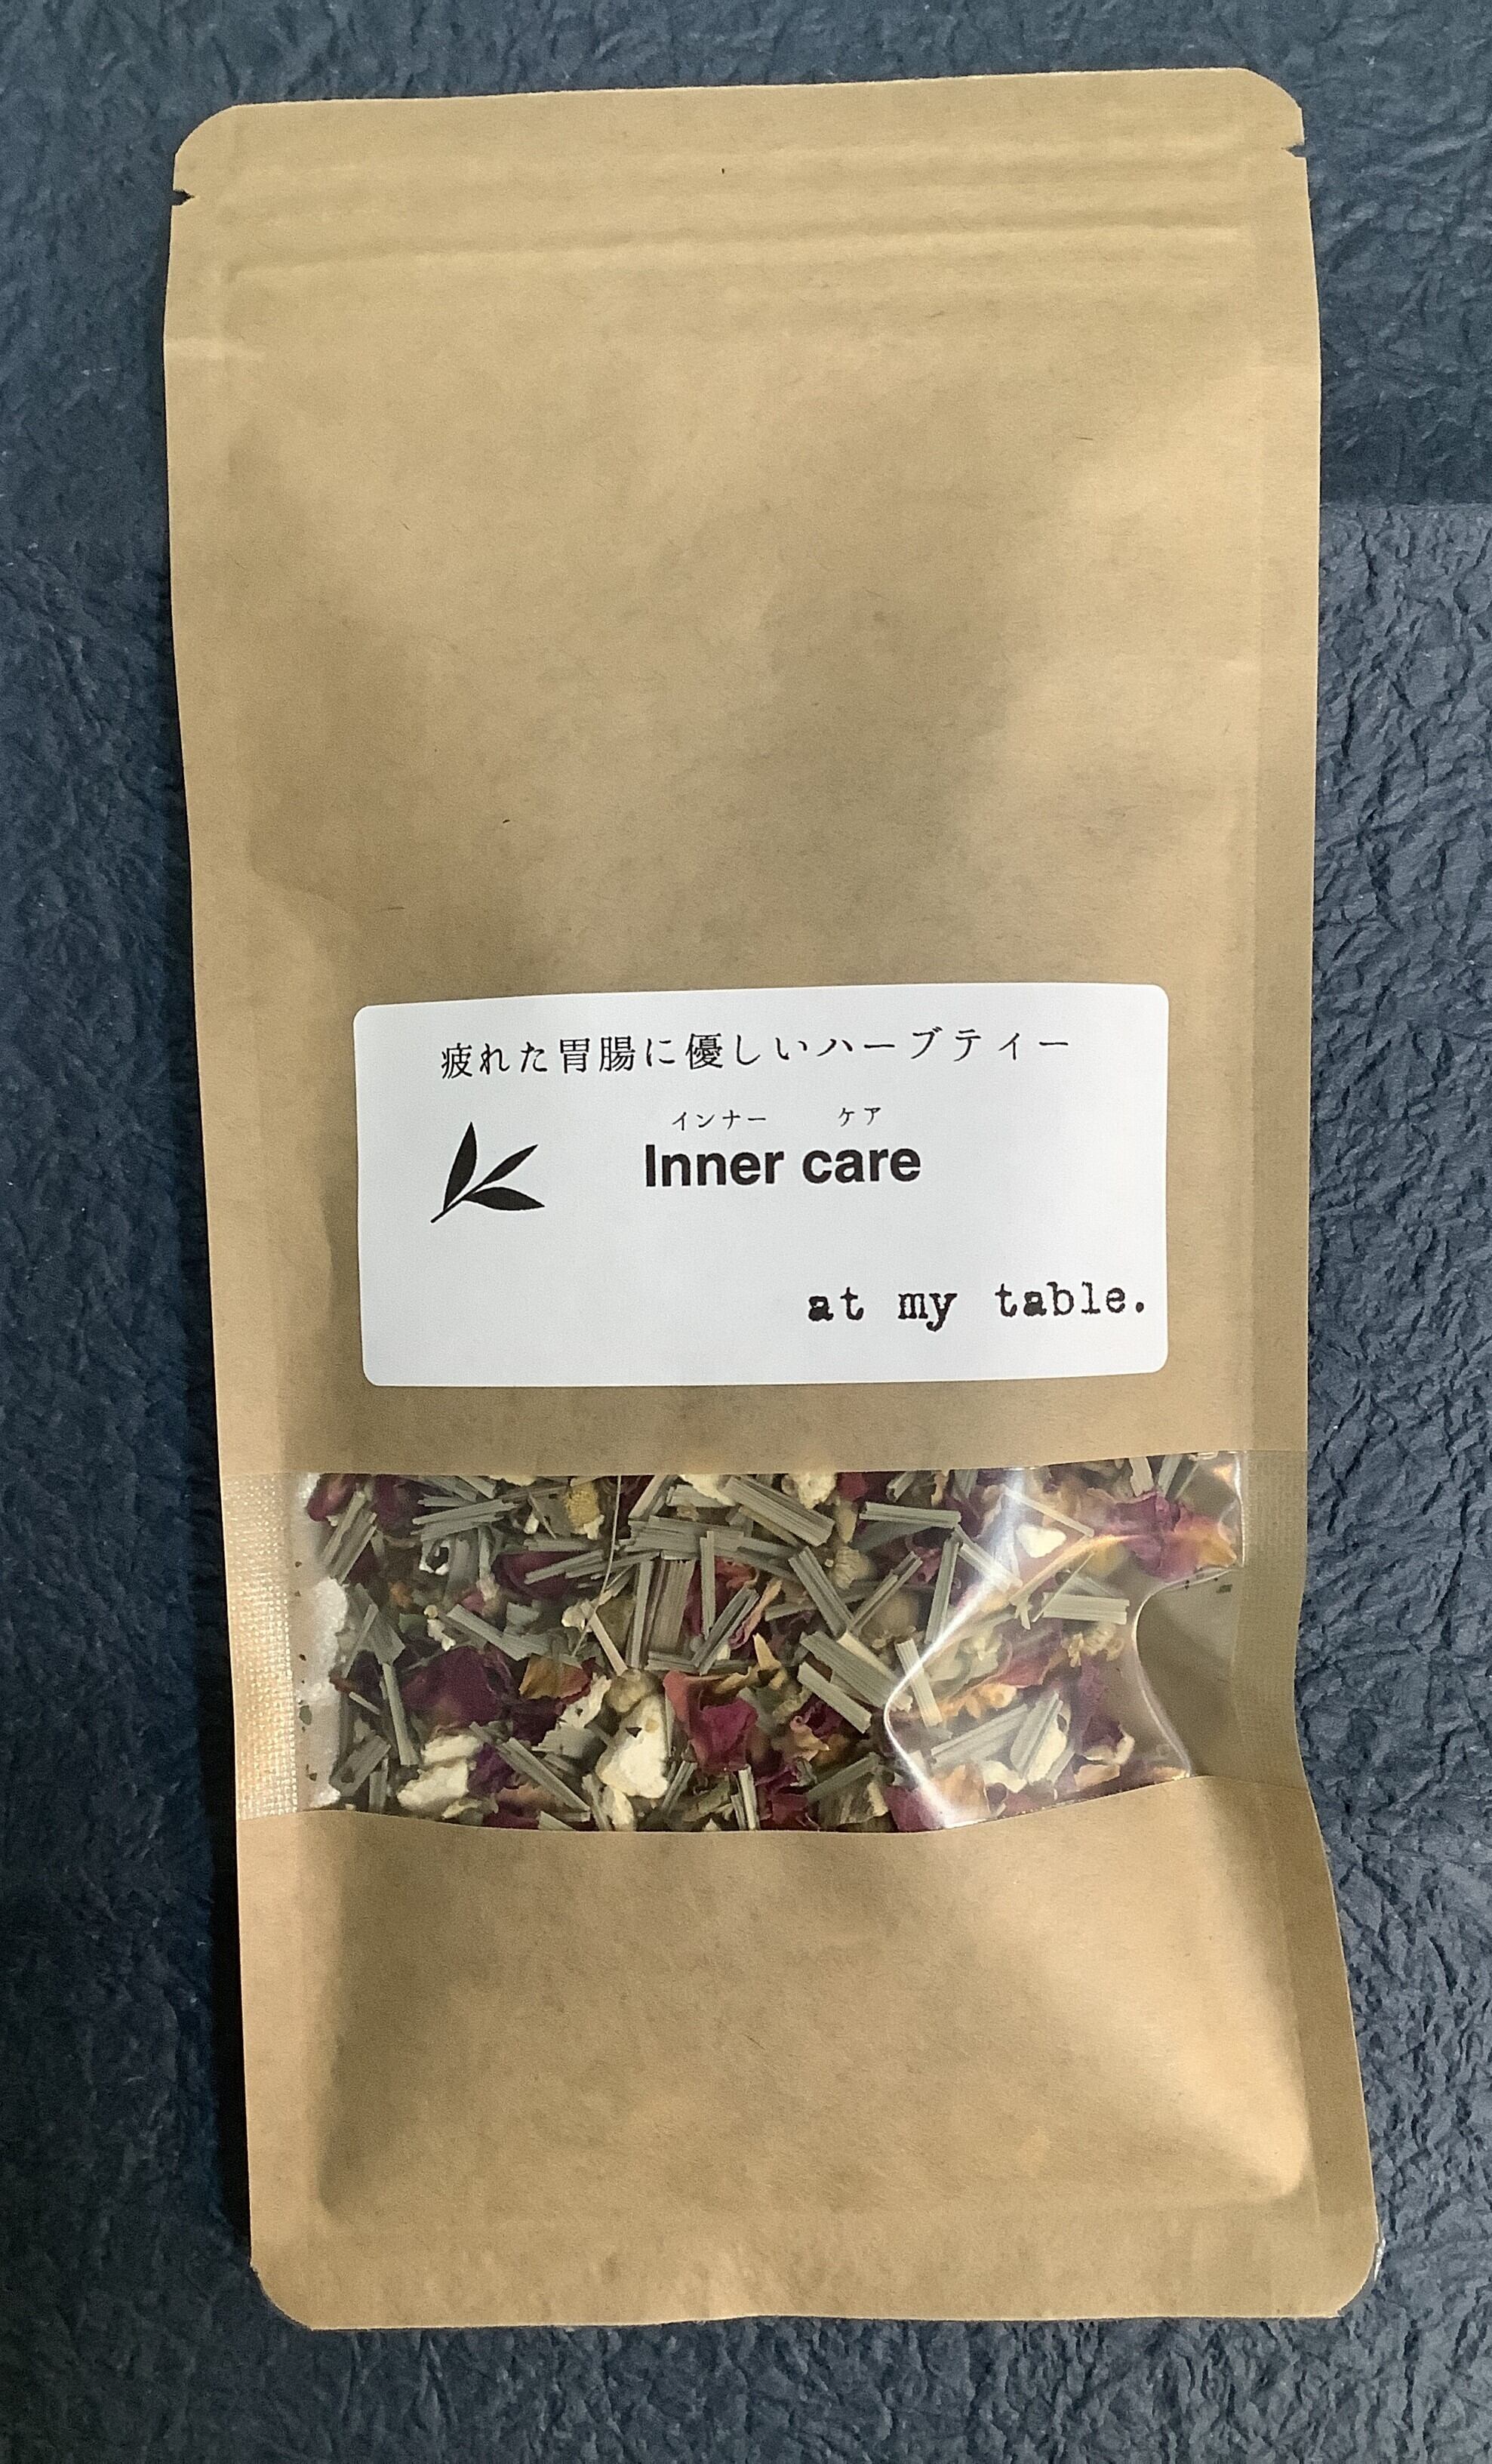 疲れた胃腸に優しいハーブティー
インナー ケア
Inner care
at my table.